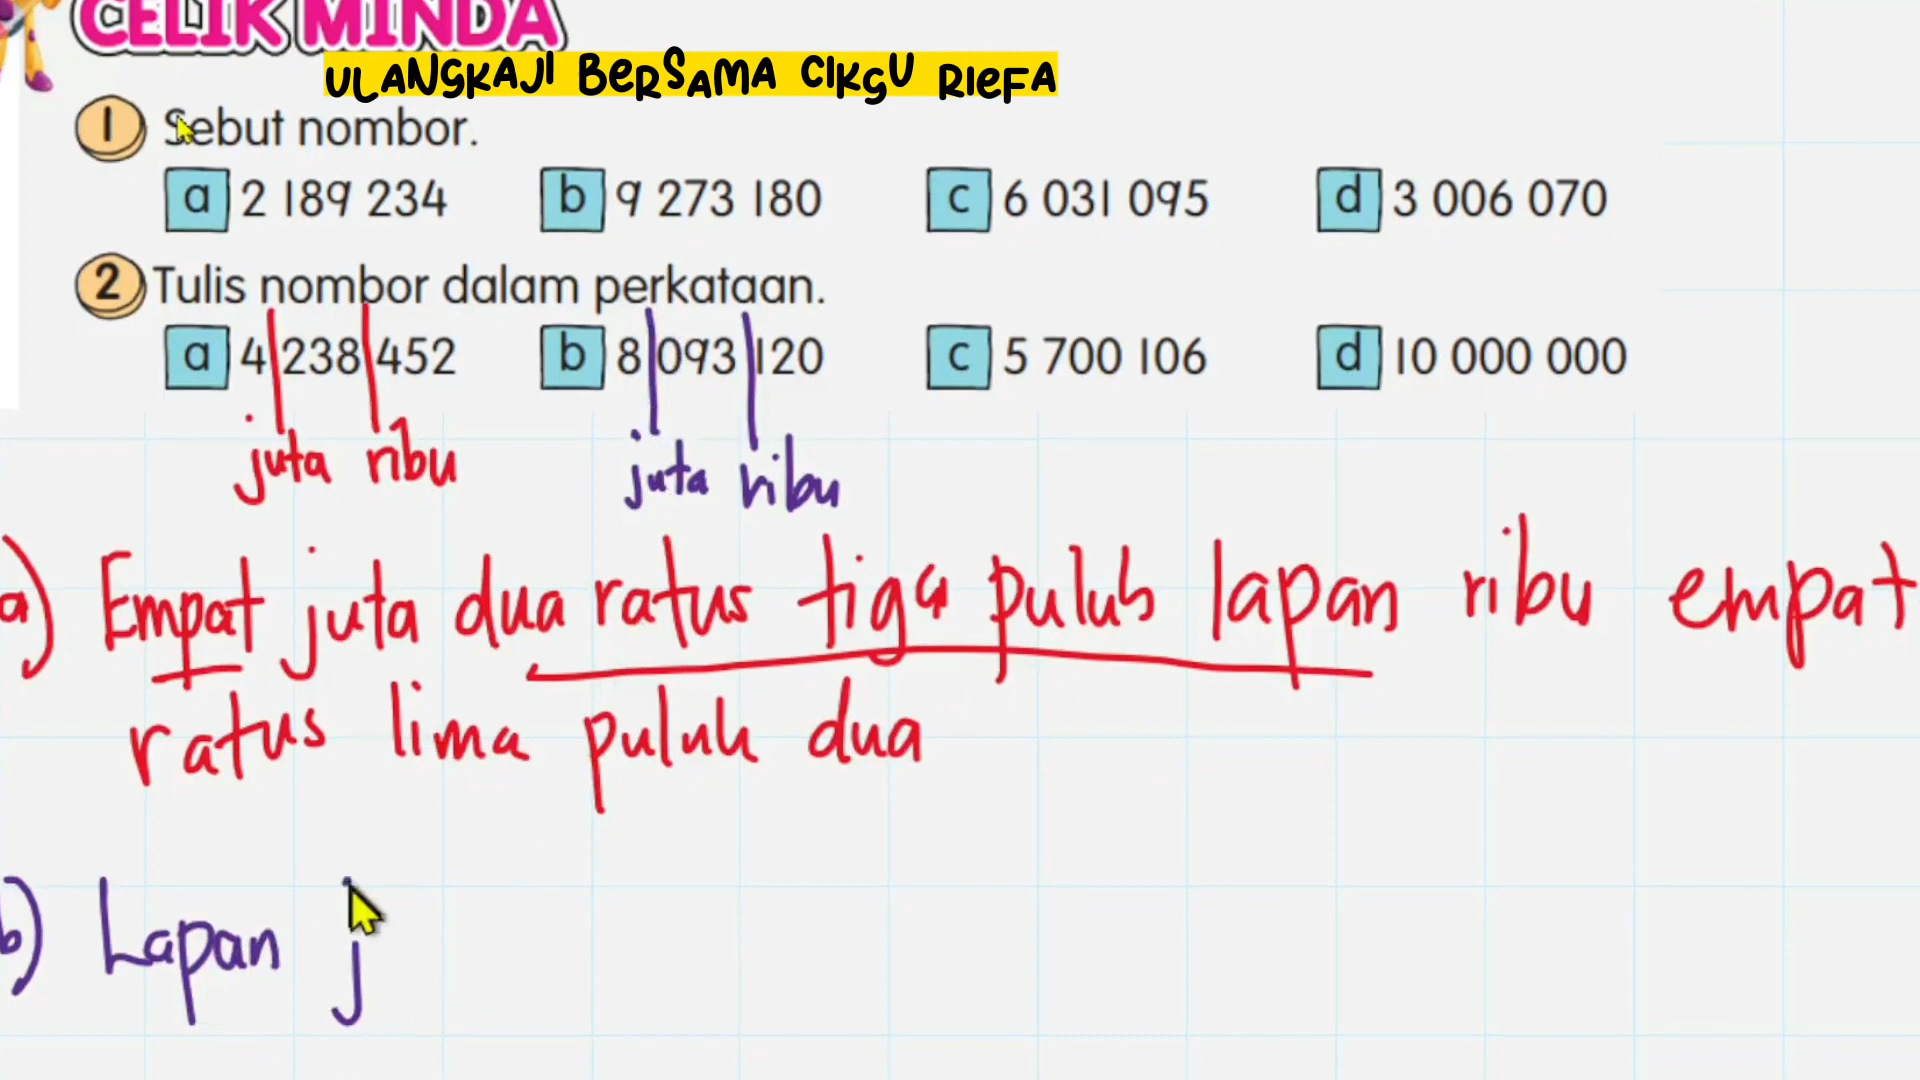 CELIK MINDA
ULANGKAJI BERSAMA CIKGU RIEFA
1 Sebut nombor.
a 2 189 234 b 9 273 180 c 6 031 095 d 3 006 070
2 Tulis nombor dalam perkataan.
a 4 238 452 b 8 093 120 c 5 700 106 d 10 000 000
juta ribu juta ribu
a) Empat juta dua ratus tiga puluh lapan ribu empat
ratus lima puluh dua
b) Lapan j